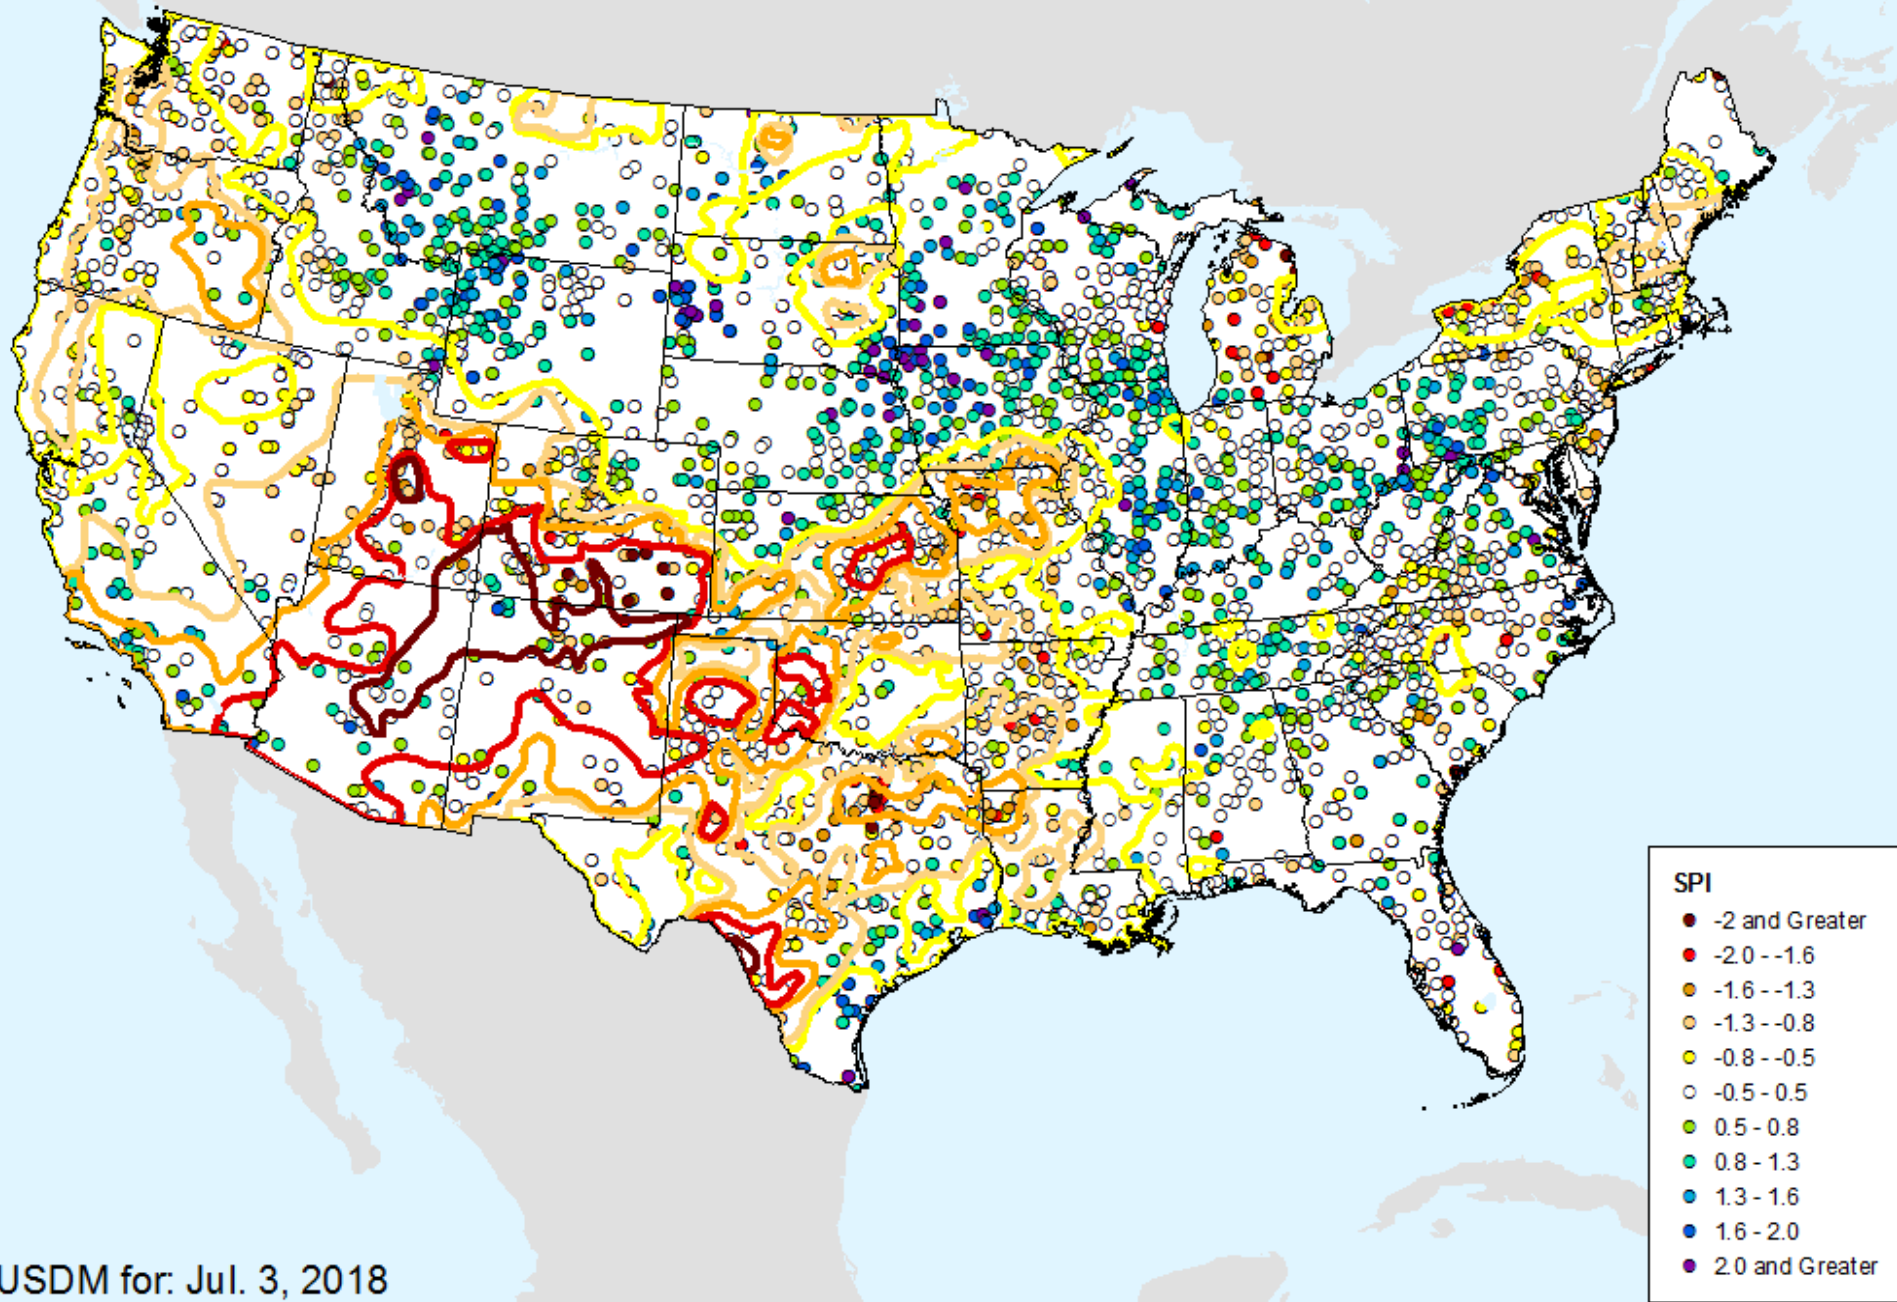 SPI
-2 and Greater
-2.0 - -1.6
-1.6 - -1.3
-1.3 - -0.8
-0.8 - -0.5
-0.5 - 0.5
0.5 - 0.8
0.8 - 1.3
1.3 - 1.6
1.6 - 2.0
2.0 and Greater
USDM for: Jul. 3, 2018